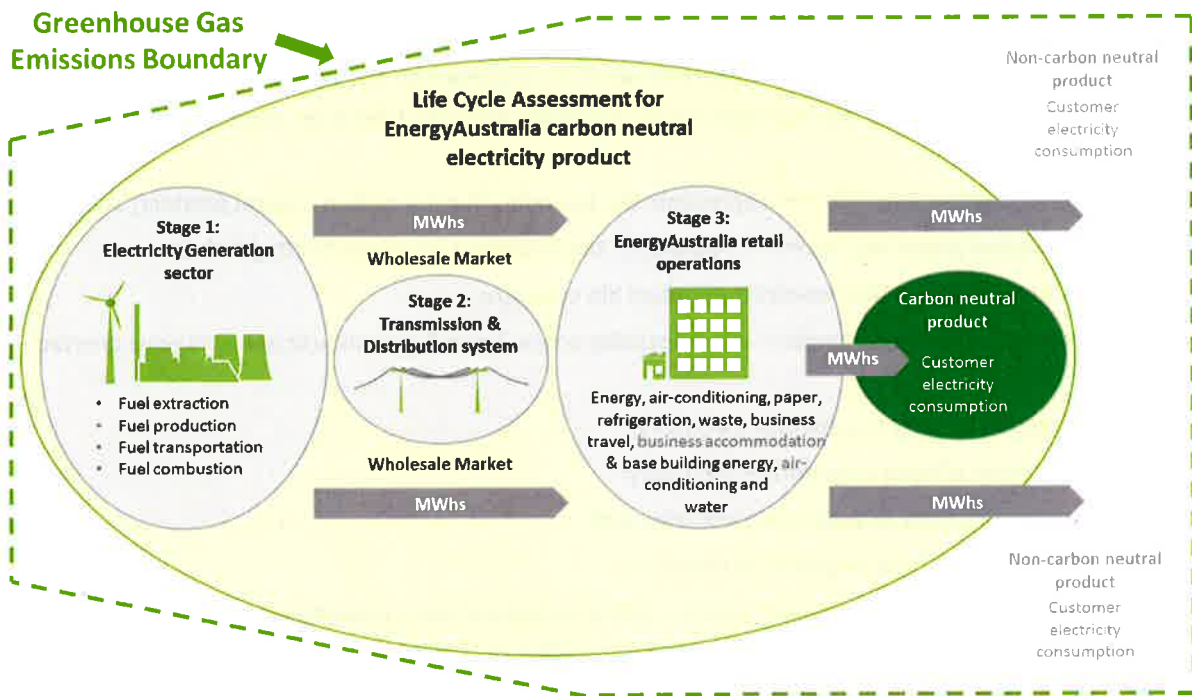 Greenhouse Gas
Emissions Boundary
Life Cycle Assessment for
EnergyAustralia carbon neutral
electricity product
Non-carbon neutral
product
Customer
electricity
consumption
Stage 1:
Electricity Generation
sector
• Fuel extraction
• Fuel production
• Fuel transportation
• Fuel combustion
MWhs
Wholesale Market
Stage 2:
Transmission &
Distribution system
Wholesale Market
MWhs
Stage 3:
EnergyAustralia retail
operations
Energy, air-conditioning, paper,
refrigeration, waste, business
travel, business accommodation
& base building energy, air-
conditioning and
water
MWhs
MWhs
Carbon neutral
product
Customer
electricity
consumption
MWhs
Non-carbon neutral
product
Customer
electricity
consumption